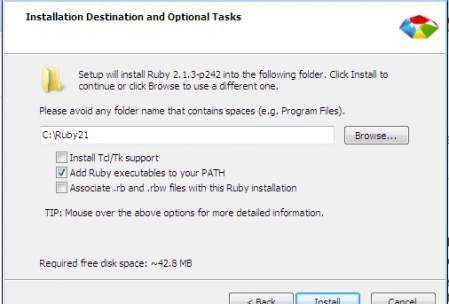 Installation Destination and Optional Tasks
Setup will install Ruby 2.1.3-p242 into the following folder. Click Install to
continue or click Browse to use a different one.
Please avoid any folder name that contains spaces (e.g. Program Files).
C:\Ruby21
Browse...
Install Tcl/Tk support
Add Ruby executables to your PATH
Associate .rb and .rbw files with this Ruby installation
TIP: Mouse over the above options for more detailed information.
Required free disk space: ~42.8 MB
< Back Install Cancel